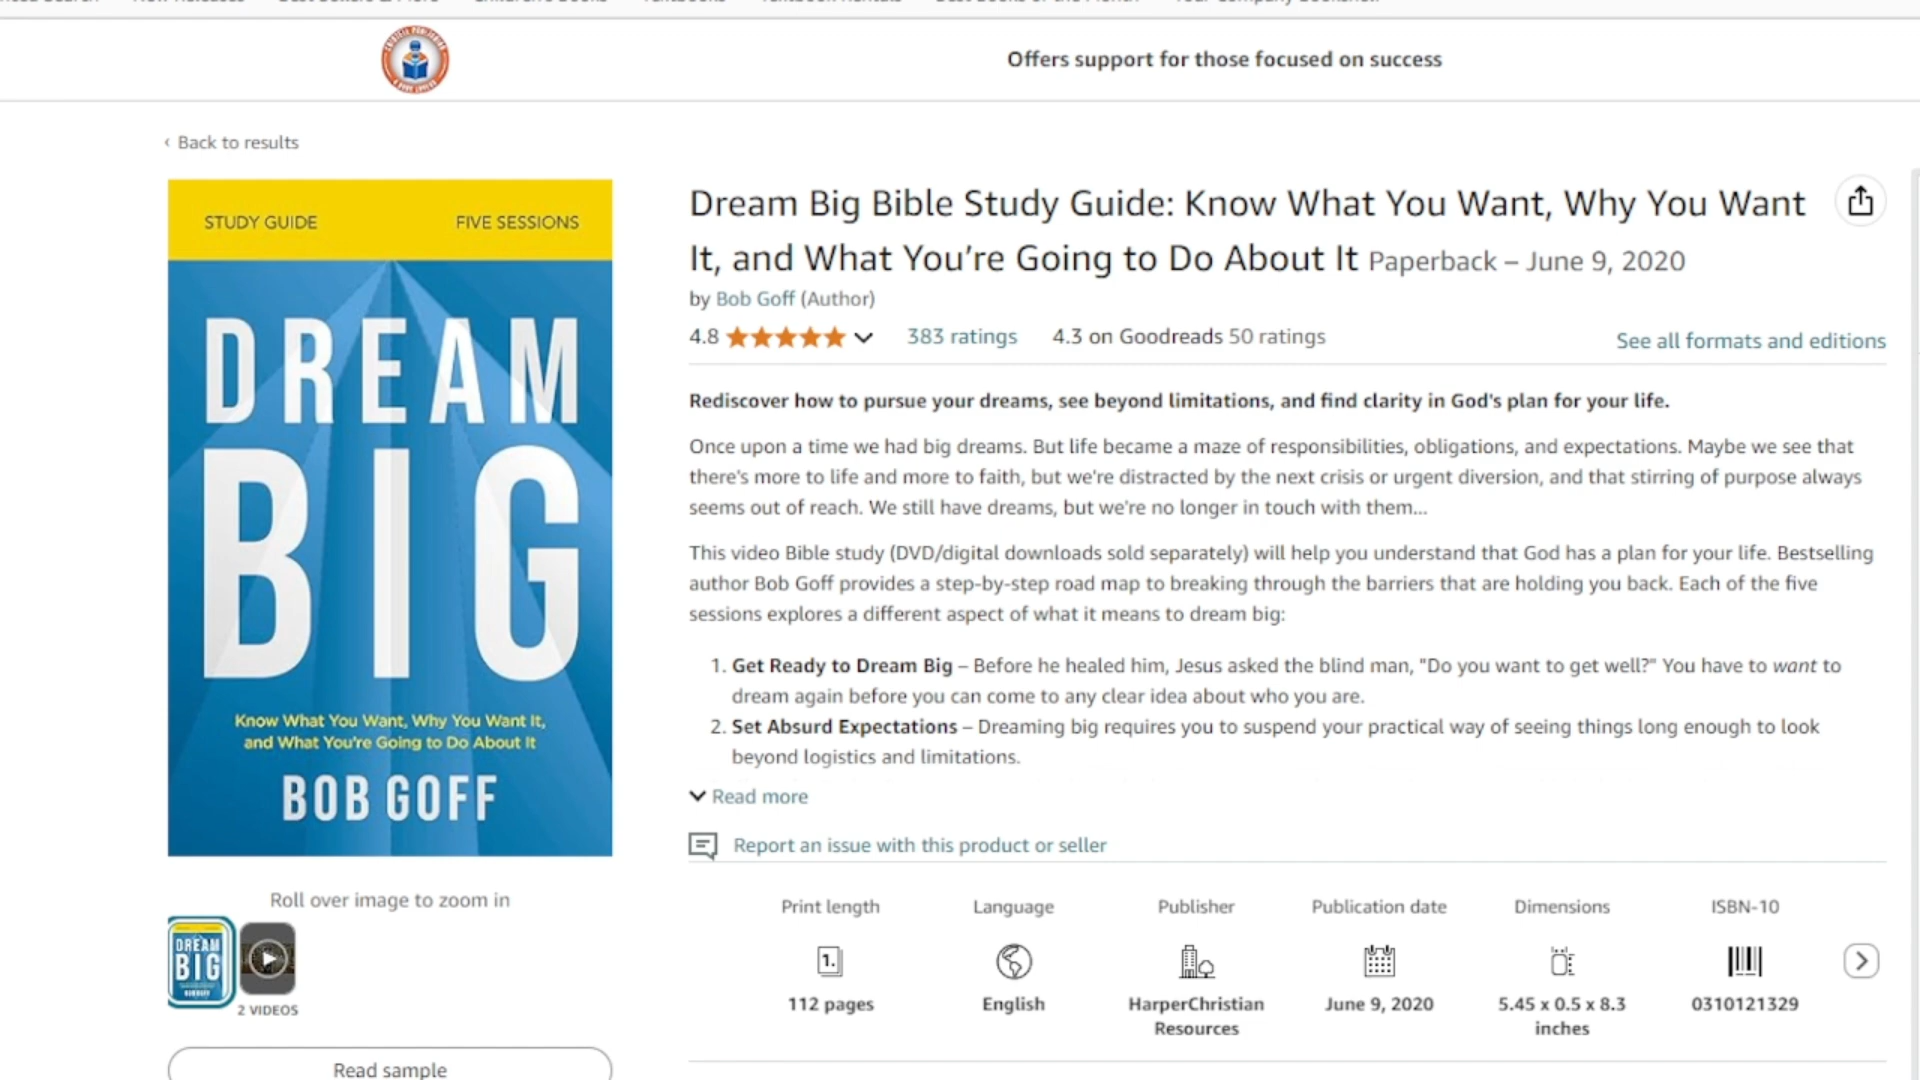 Offers support for those focused on success
‹ Back to results
STUDY GUIDE FIVE SESSIONS
DREAM
BIG
Know What You Want, Why You Want It,
and What You're Going to Do About It
BOB GOFF
Roll over image to zoom in
DREAM
BIG
BOB GOFF
2 VIDEOS
Read sample
Dream Big Bible Study Guide: Know What You Want, Why You Want
It, and What You’re Going to Do About It Paperback – June 9, 2020
by Bob Goff (Author)
4.8 383 ratings 4.3 on Goodreads 50 ratings
See all formats and editions
Rediscover how to pursue your dreams, see beyond limitations, and find clarity in God's plan for your life.
Once upon a time we had big dreams. But life became a maze of responsibilities, obligations, and expectations. Maybe we see that
there's more to life and more to faith, but we're distracted by the next crisis or urgent diversion, and that stirring of purpose always
seems out of reach. We still have dreams, but we're no longer in touch with them...
This video Bible study (DVD/digital downloads sold separately) will help you understand that God has a plan for your life. Bestselling
author Bob Goff provides a step-by-step road map to breaking through the barriers that are holding you back. Each of the five
sessions explores a different aspect of what it means to dream big:
1. Get Ready to Dream Big – Before he healed him, Jesus asked the blind man, "Do you want to get well?" You have to want to
dream again before you can come to any clear idea about who you are.
2. Set Absurd Expectations – Dreaming big requires you to suspend your practical way of seeing things long enough to look
beyond logistics and limitations.
Read more
Report an issue with this product or seller
Print length Language Publisher Publication date Dimensions ISBN-10
1.
112 pages English HarperChristian June 9, 2020 5.45 x 0.5 x 8.3 0310121329
Resources inches